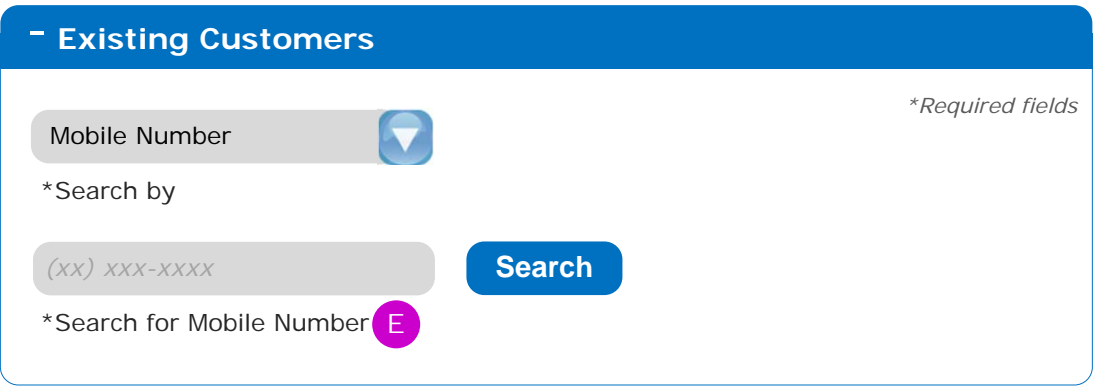 - Existing Customers
*Required fields
Mobile Number
*Search by
(xx) xxx-xxxx
Search
*Search for Mobile Number E